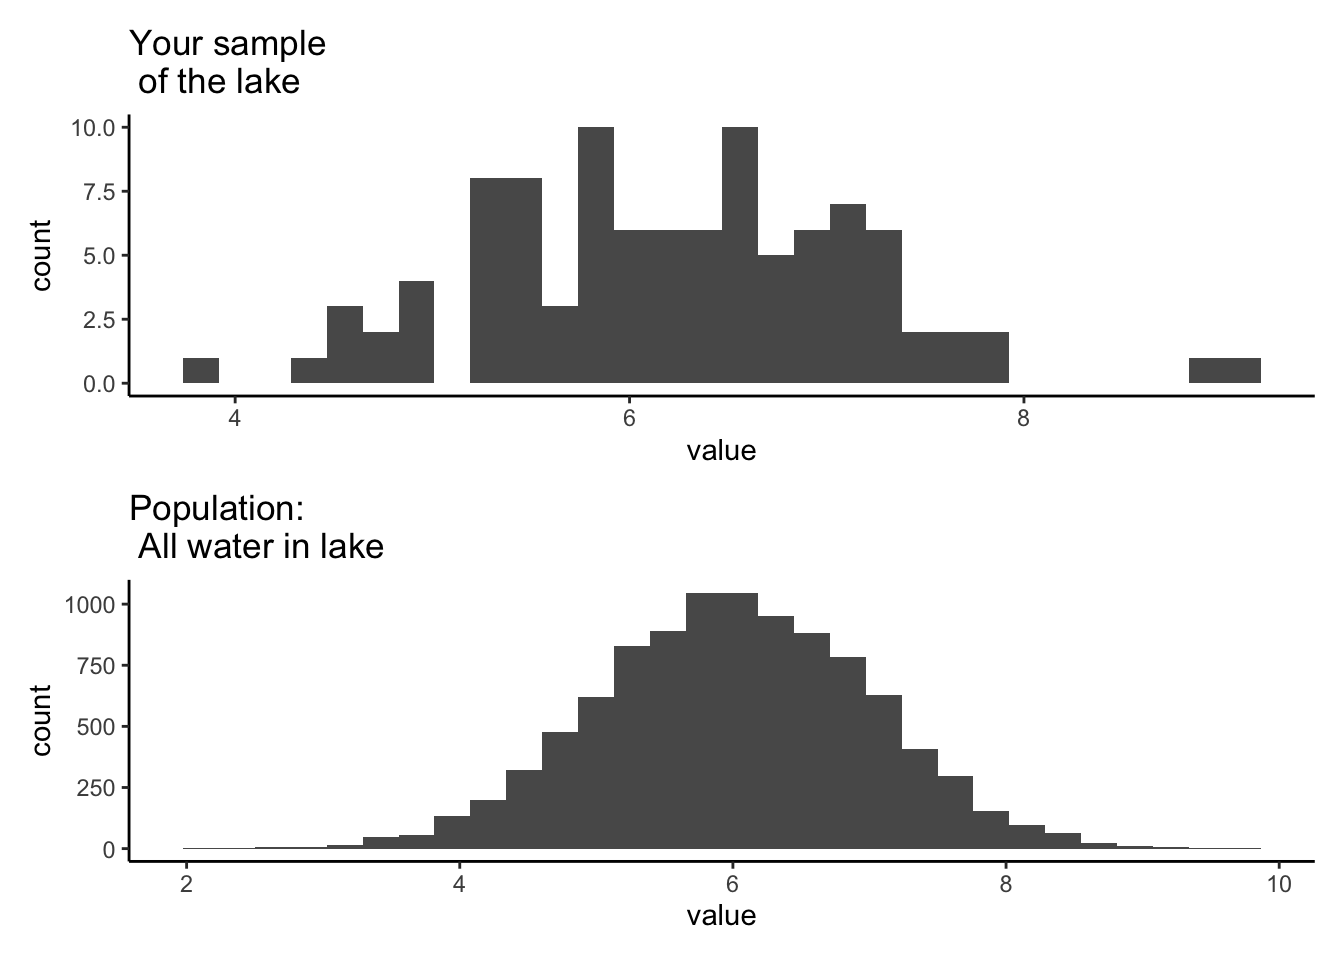 Your sample
of the lake
10.0
7.5
5.0
2.5
0.0
count
4 6 8
value
Population:
All water in lake
1000
750
500
250
0
count
2 4 6 8 10
value